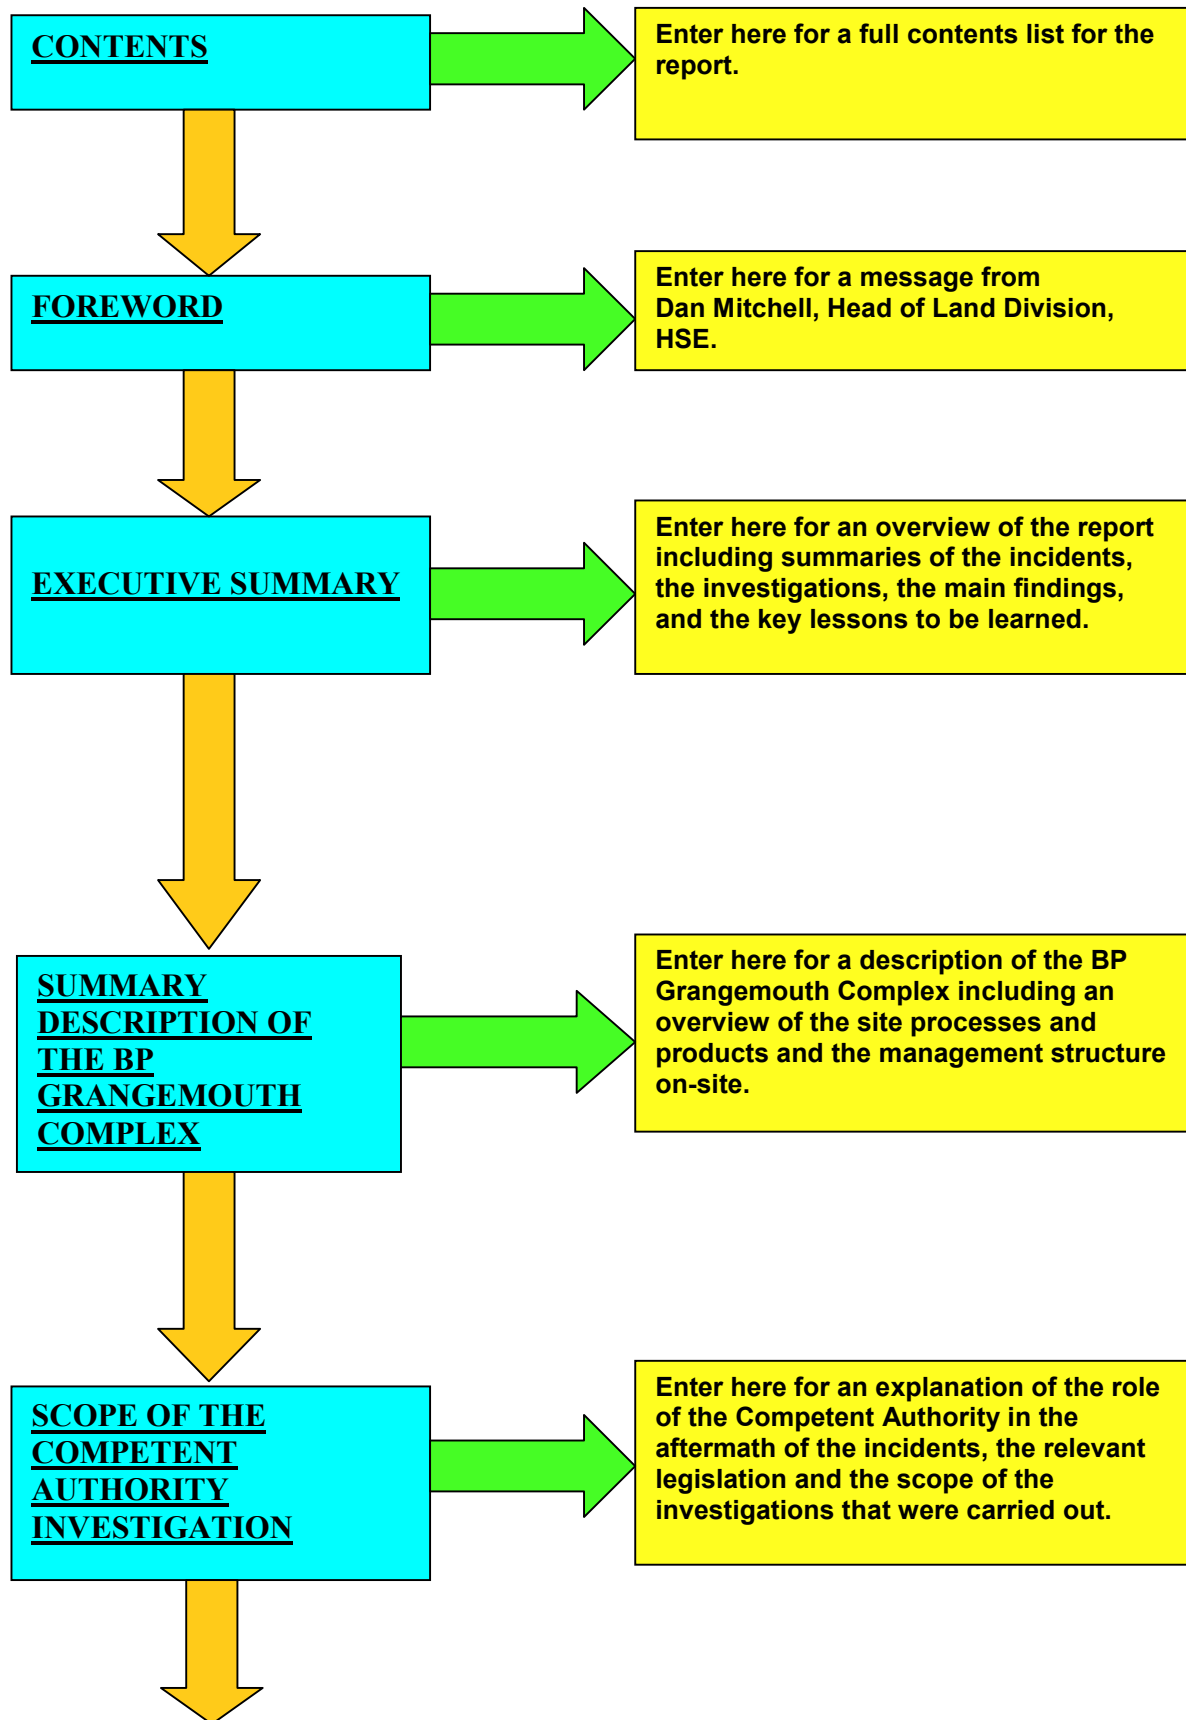 CONTENTS
Enter here for a full contents list for the
report.
FOREWORD
Enter here for a message from
Dan Mitchell, Head of Land Division,
HSE.
EXECUTIVE SUMMARY
Enter here for an overview of the report
including summaries of the incidents,
the investigations, the main findings,
and the key lessons to be learned.
SUMMARY
DESCRIPTION OF
THE BP
GRANGEMOUTH
COMPLEX
Enter here for a description of the BP
Grangemouth Complex including an
overview of the site processes and
products and the management structure
on-site.
SCOPE OF THE
COMPETENT
AUTHORITY
INVESTIGATION
Enter here for an explanation of the role
of the Competent Authority in the
aftermath of the incidents, the relevant
legislation and the scope of the
investigations that were carried out.